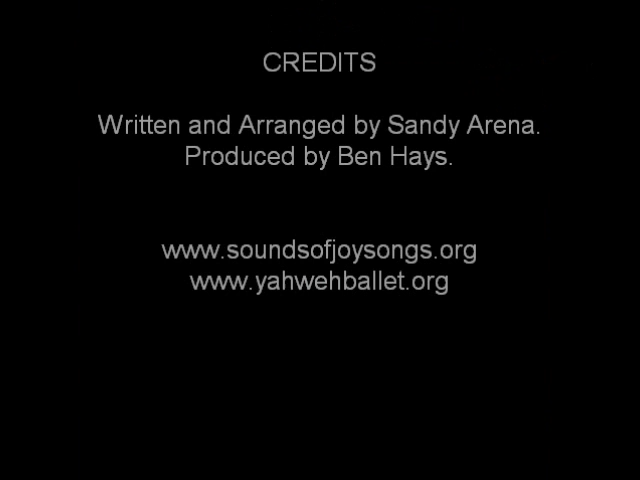 CREDITS
Written and Arranged by Sandy Arena.
Produced by Ben Hays.
www.soundsofjoysongs.org
www.yahwehballet.org